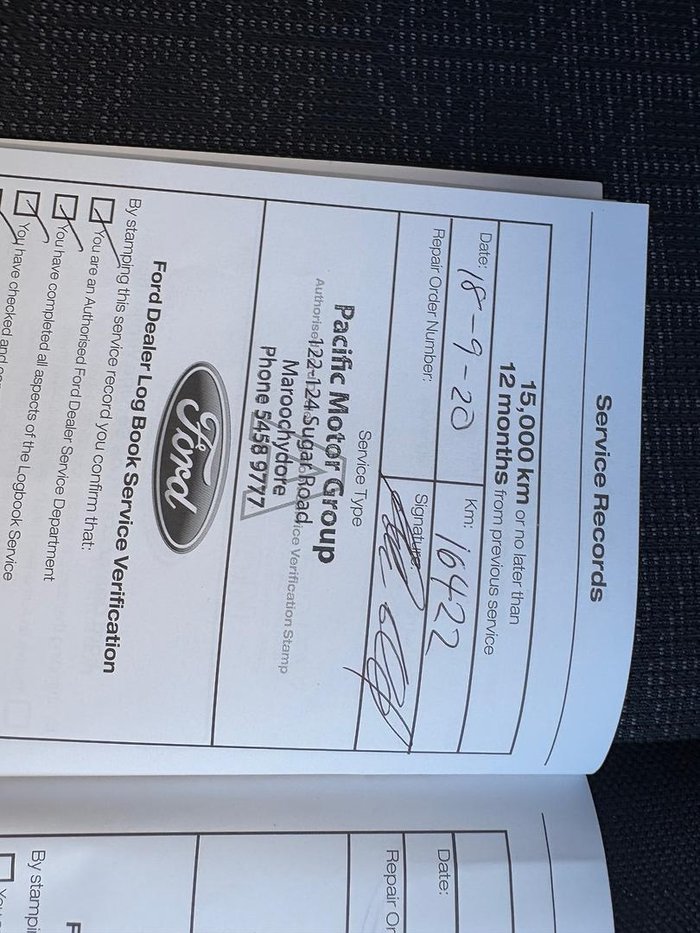 Service Records
15,000 km or no later than
12 months from previous service
Date: 18-9-20 Km: 16422
Repair Order Number: Signature:
Service Type
Pacific Motor Group
Authorised
122-124 Sugar Road
ice Verification Stamp
Maroochydore
Phone 5458 9777
Ford
Ford Dealer Log Book Service Verification
By stamping this service record you confirm that:
You are an Authorised Ford Dealer Service Department
You have completed all aspects of the Logbook Service
You have checked and
Date:
Repair Or
By stampi